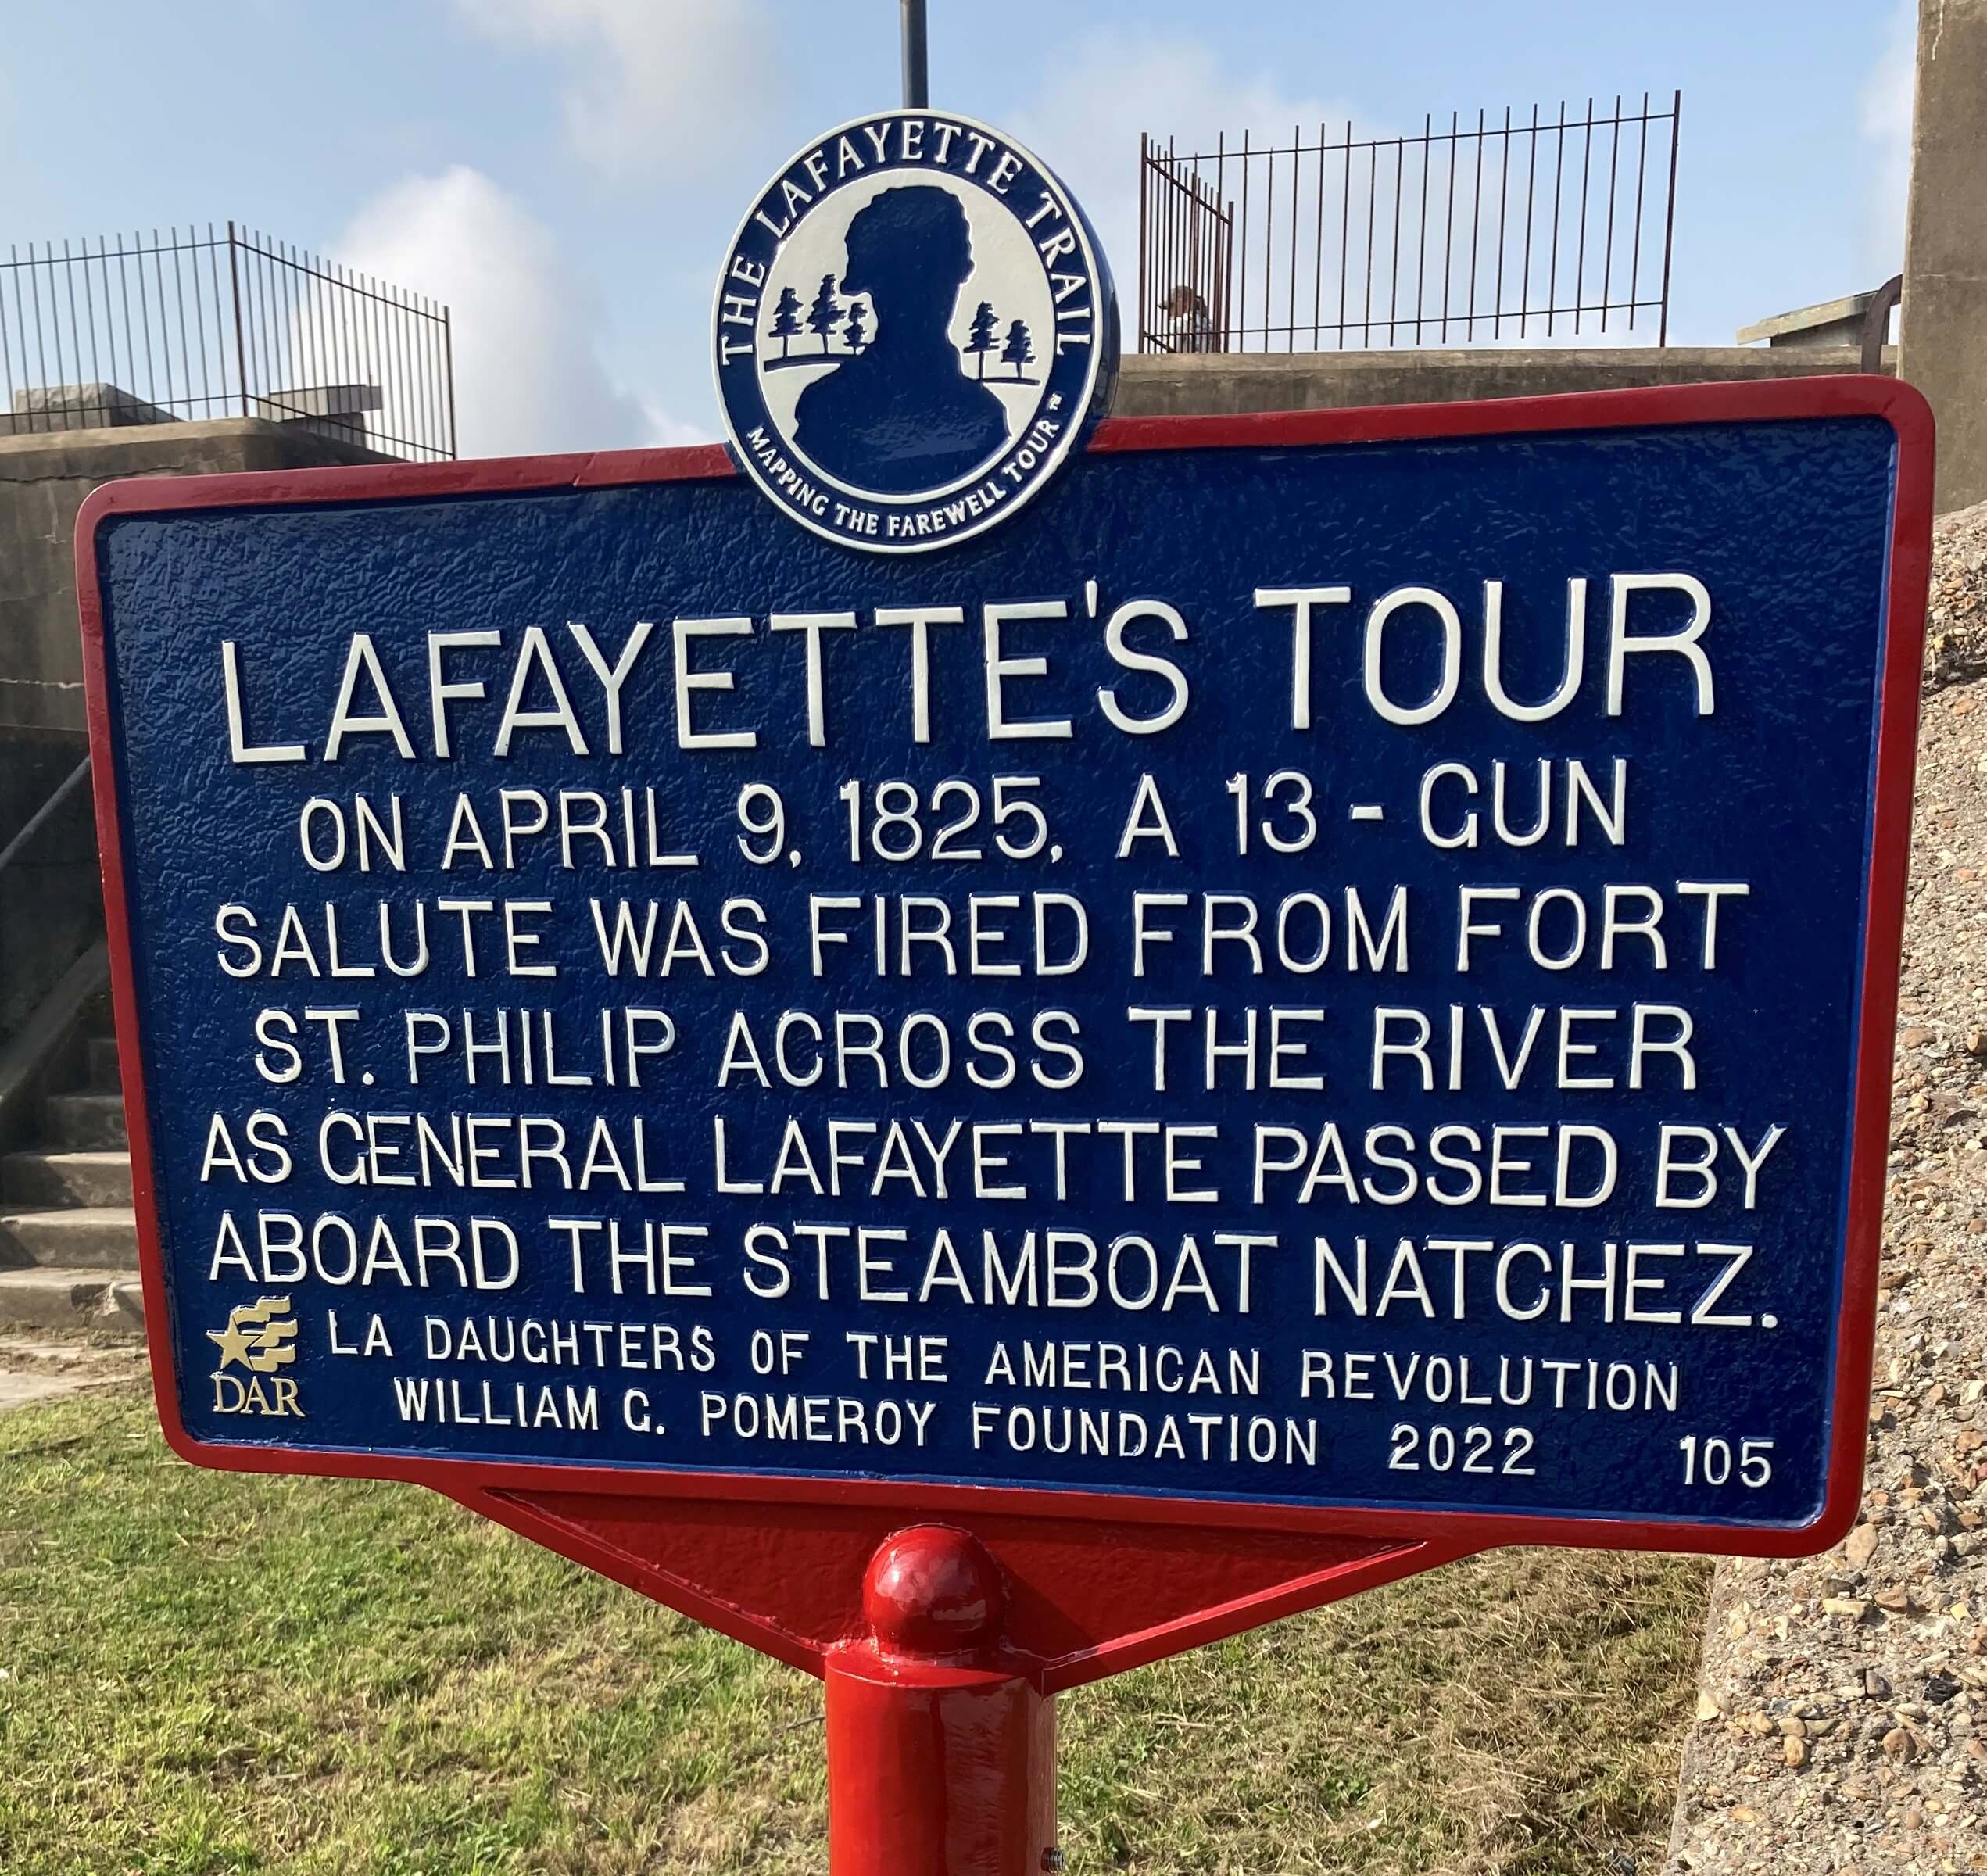 THE LAFAYETTE TRAIL
MAPPING THE FAREWELL TOUR ™
LAFAYETTE'S TOUR
ON APRIL 9, 1825, A 13 - GUN
SALUTE WAS FIRED FROM FORT
ST. PHILIP ACROSS THE RIVER
AS GENERAL LAFAYETTE PASSED BY
ABOARD THE STEAMBOAT NATCHEZ.
DAR
LA DAUGHTERS OF THE AMERICAN REVOLUTION
WILLIAM G. POMEROY FOUNDATION 2022 105